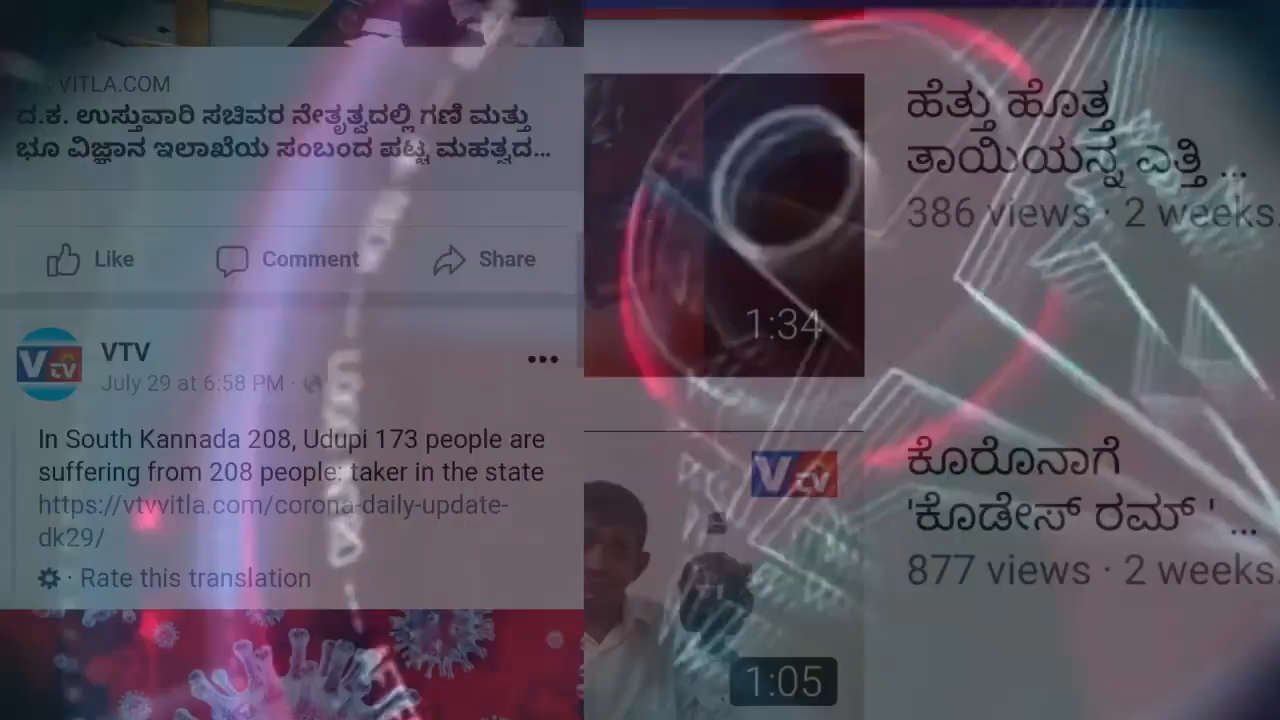 VITLA.COM
ದ.ಕ. ಉಸ್ತುವಾರಿ ಸಚಿವರ ನೇತೃತ್ವದಲ್ಲಿ ಗಣಿ ಮತ್ತು
ಭೂ ವಿಜ್ಞಾನ ಇಲಾಖೆಯ ಸಂಬಂದ ಪಟ್ಟ ಮಹತ್ವದ...
Like Comment Share
VTV
VTV
July 29 at 6:58 PM ·
In South Kannada 208, Udupi 173 people are
suffering from 208 people: taker in the state
https://vtvvitla.com/corona-daily-update-
dk29/
· Rate this translation
1:34
ಹೆತ್ತು ಹೊತ್ತ
ತಾಯಿಯನ್ನ ಎತ್ತಿ ...
386 views · 2 weeks
VTV
1:05
ಕೊರೊನಾಗೆ
'ಕೊಡೇಸ್ ರಮ್ ' ...
877 views · 2 weeks